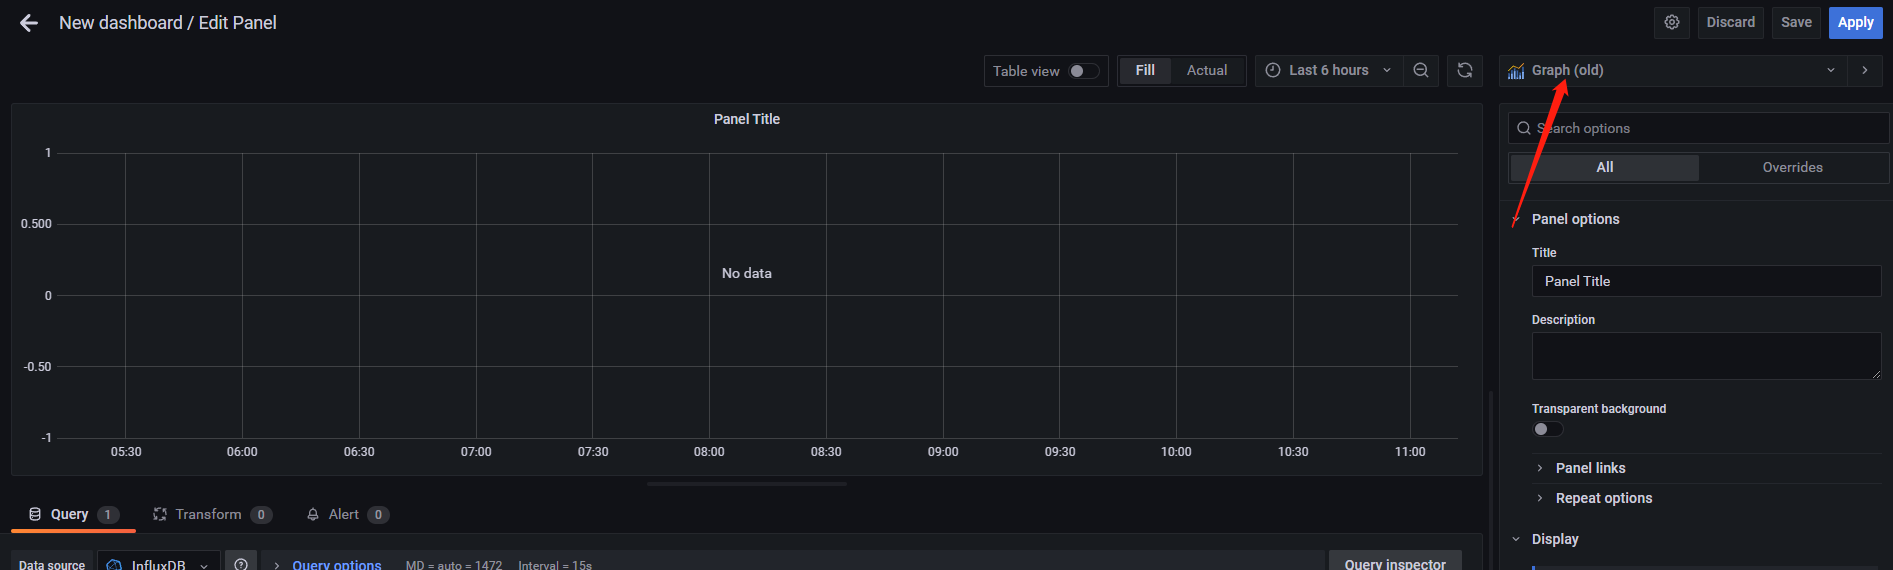 New dashboard / Edit Panel
Discard
Save
Apply
Table view
Fill
Actual
Last 6 hours
Graph (old)
Panel Title
1
0.500
0
-0.50
-1
No data
05:30
06:00
06:30
07:00
07:30
08:00
08:30
09:00
09:30
10:00
10:30
11:00
Search options
All
Overrides
Panel options
Title
Panel Title
Description
Transparent background
Panel links
Repeat options
Display
Query 1
Transform 0
Alert 0
Data source
InfluxDB
Query options
MD = auto = 1472
Interval = 15s
Query inspector